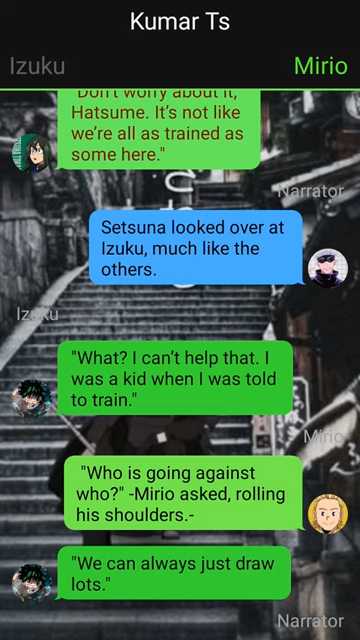 Kumar Ts
Izuku
Mirio
"Don't worry about it,
Hatsume. It's not like
we're all as trained as
some here."
Narrator
Setsuna looked over at
Izuku, much like the
others.
Izuku
"What? I can't help that. I
was a kid when I was told
to train."
Mirio
"Who is going against
who?" -Mirio asked, rolling
his shoulders.-
"We can always just draw
lots."
Narrator